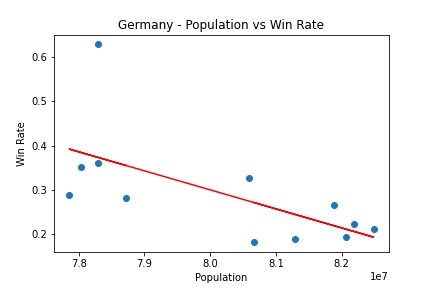 Germany - Population vs Win Rate
0.6
0.5
0.4
0.3
0.2
Win Rate
7.8 7.9 8.0 8.1 8.2
1e7
Population